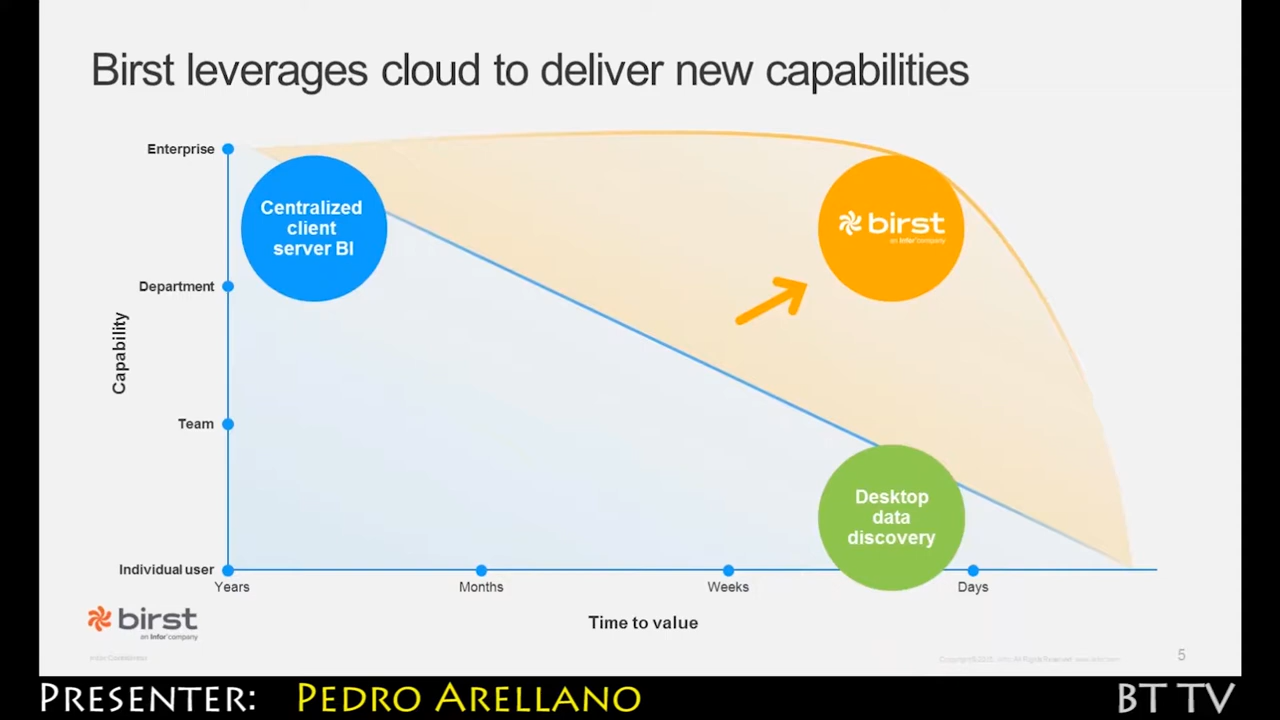 Birst leverages cloud to deliver new capabilities
Enterprise
Centralized
client
server BI
birst
an Infor company
Department
Capability
Team
Desktop
data
discovery
Individual user
Years
Months
Weeks
Days
Time to value
birst
an Infor company
5
PRESENTER: PEDRO ARELLANO
BT TV